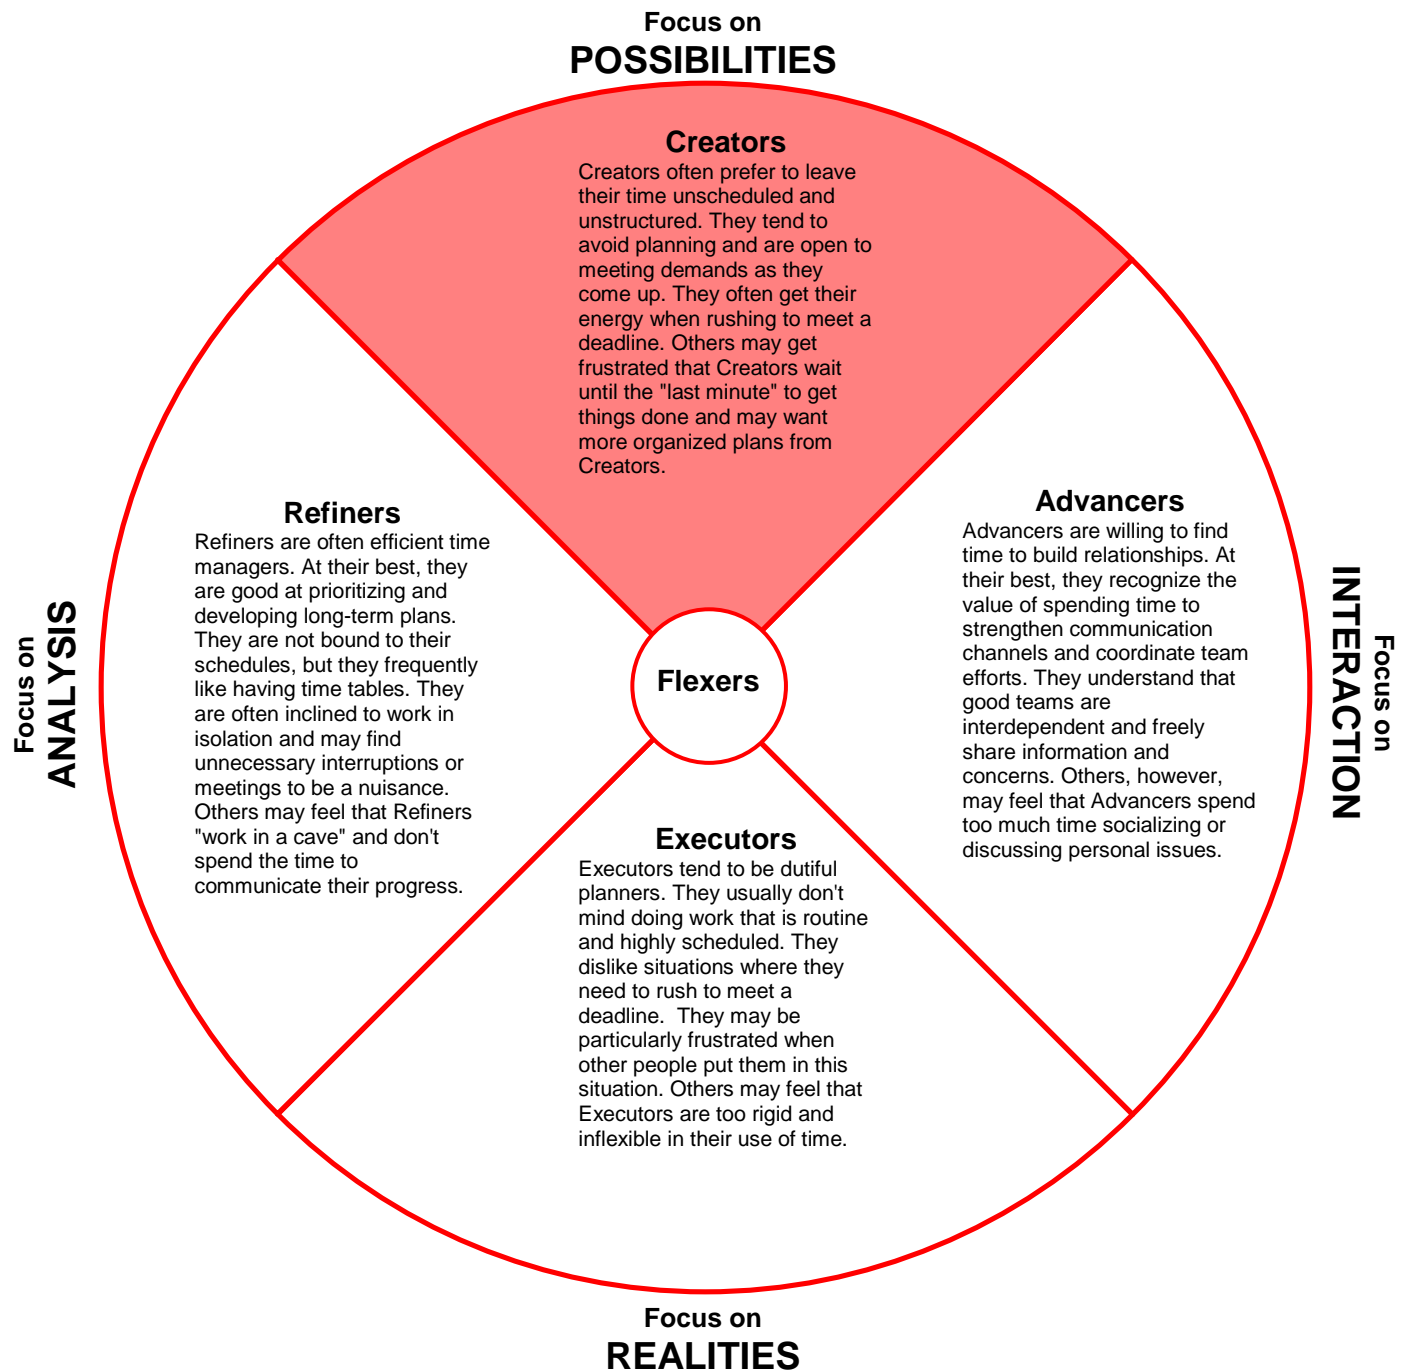 Focus on
POSSIBILITIES
Creators
Creators often prefer to leave
their time unscheduled and
unstructured. They tend to
avoid planning and are open to
meeting demands as they
come up. They often get their
energy when rushing to meet a
deadline. Others may get
frustrated that Creators wait
until the "last minute" to get
things done and may want
more organized plans from
Creators.
Focus on
ANALYSIS
Refiners
Refiners are often efficient time
managers. At their best, they
are good at prioritizing and
developing long-term plans.
They are not bound to their
schedules, but they frequently
like having time tables. They
are often inclined to work in
isolation and may find
unnecessary interruptions or
meetings to be a nuisance.
Others may feel that Refiners
"work in a cave" and don't
spend the time to
communicate their progress.
Flexers
Advancers
Advancers are willing to find
time to build relationships. At
their best, they recognize the
value of spending time to
strengthen communication
channels and coordinate team
efforts. They understand that
good teams are
interdependent and freely
share information and
concerns. Others, however,
may feel that Advancers spend
too much time socializing or
discussing personal issues.
Focus on
INTERACTION
Executors
Executors tend to be dutiful
planners. They usually don't
mind doing work that is routine
and highly scheduled. They
dislike situations where they
need to rush to meet a
deadline.  They may be
particularly frustrated when
other people put them in this
situation. Others may feel that
Executors are too rigid and
inflexible in their use of time.
Focus on
REALITIES